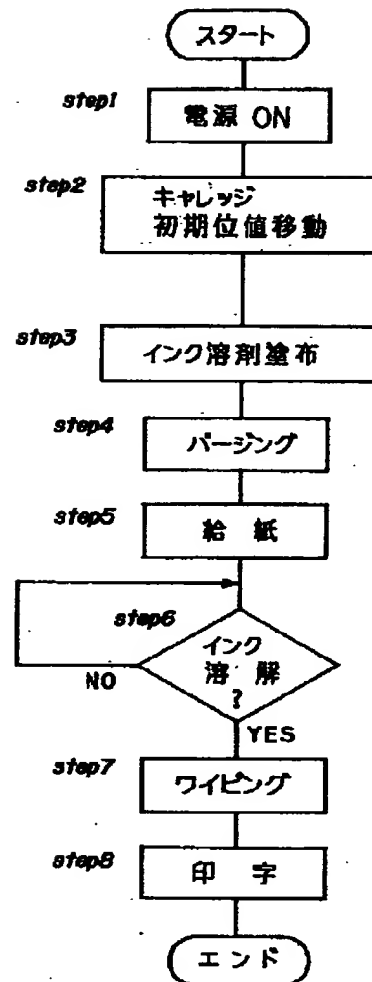 スタート
step1
電源 ON
step2
キャレッジ
初期位値移動
step3
インク溶剤塗布
step4
パージング
step5
給紙
step6
インク
溶解
?
NO
YES
step7
ワイピング
step8
印字
エンド